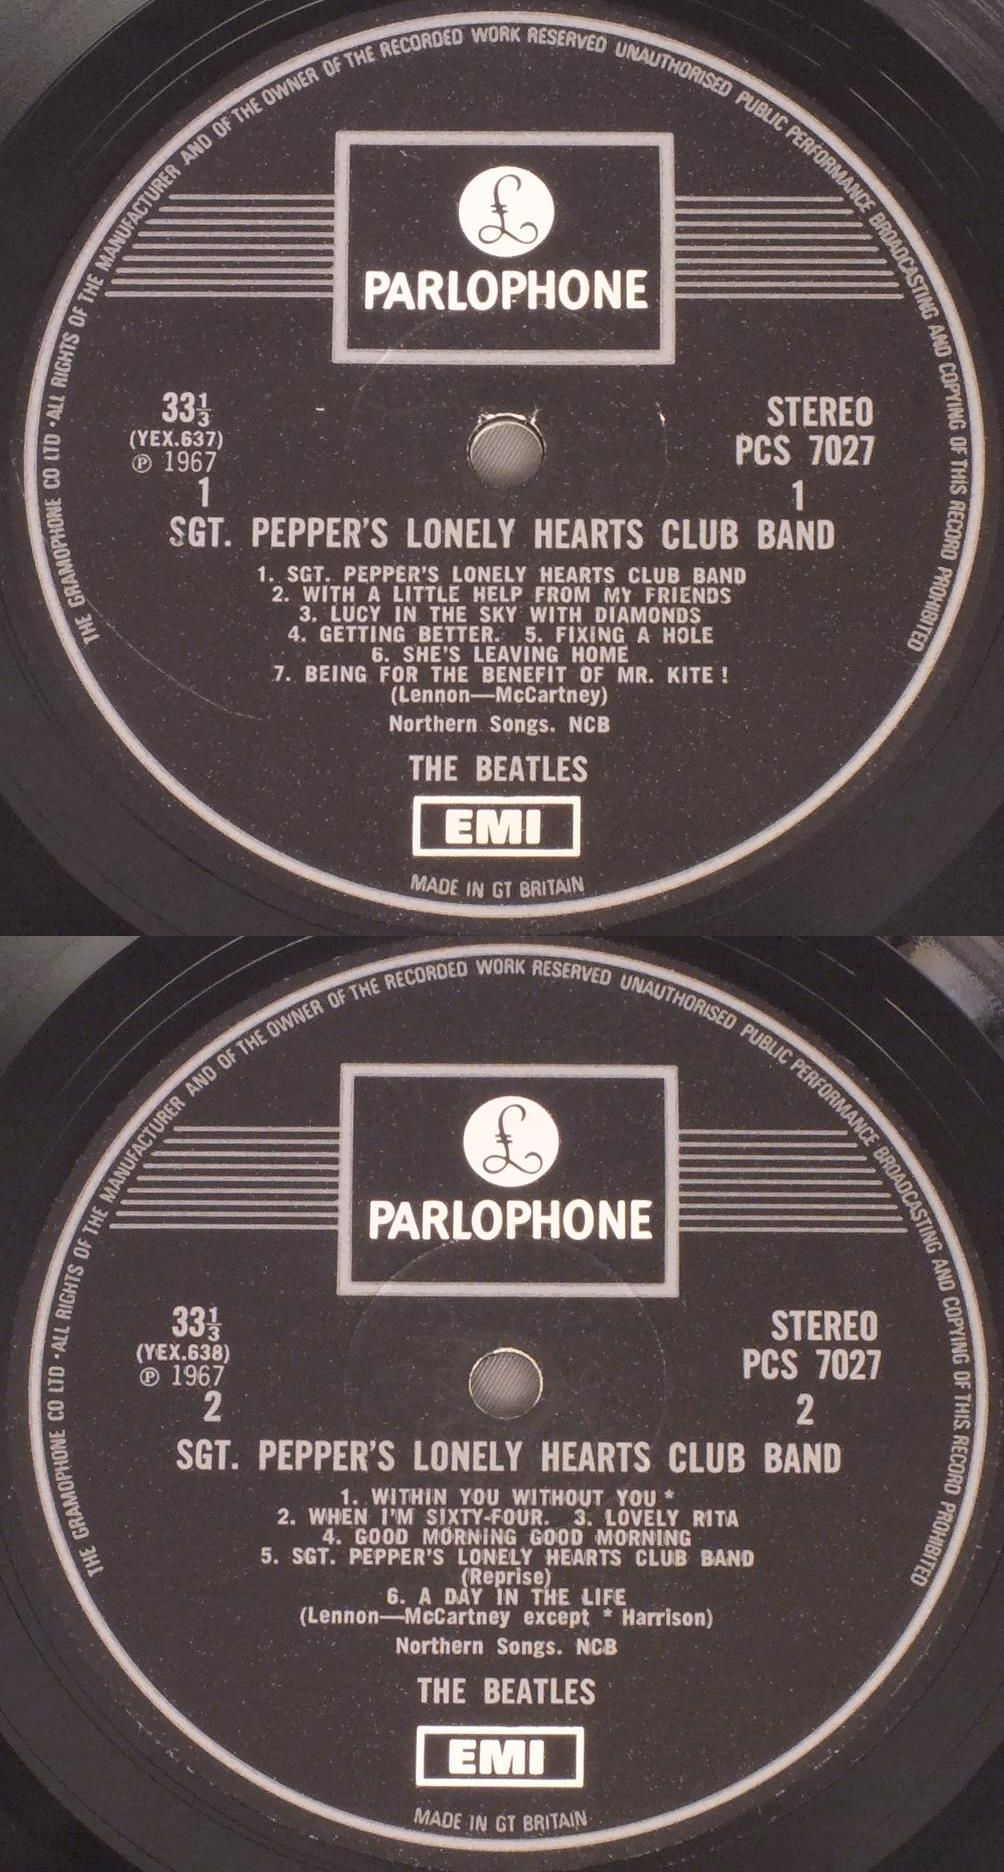 THE GRAMOPHONE CO LTD · ALL RIGHTS OF THE MANUFACTURER AND OF THE OWNER OF THE RECORDED WORK RESERVED UNAUTHORISED PUBLIC PERFORMANCE BROADCASTING AND COPYING OF THIS RECORD PROHIBITED
£
PARLOPHONE
33⅓
(YEX.637)
℗ 1967
1
STEREO
PCS 7027
1
SGT. PEPPER'S LONELY HEARTS CLUB BAND
1. SGT. PEPPER'S LONELY HEARTS CLUB BAND
2. WITH A LITTLE HELP FROM MY FRIENDS
3. LUCY IN THE SKY WITH DIAMONDS
4. GETTING BETTER. 5. FIXING A HOLE
6. SHE'S LEAVING HOME
7. BEING FOR THE BENEFIT OF MR. KITE !
(Lennon—McCartney)
Northern Songs. NCB
THE BEATLES
EMI
MADE IN GT BRITAIN
THE GRAMOPHONE CO LTD · ALL RIGHTS OF THE MANUFACTURER AND OF THE OWNER OF THE RECORDED WORK RESERVED UNAUTHORISED PUBLIC PERFORMANCE BROADCASTING AND COPYING OF THIS RECORD PROHIBITED
£
PARLOPHONE
33⅓
(YEX.638)
℗ 1967
2
STEREO
PCS 7027
2
SGT. PEPPER'S LONELY HEARTS CLUB BAND
1. WITHIN YOU WITHOUT YOU *
2. WHEN I'M SIXTY-FOUR. 3. LOVELY RITA
4. GOOD MORNING GOOD MORNING
5. SGT. PEPPER'S LONELY HEARTS CLUB BAND
(Reprise)
6. A DAY IN THE LIFE
(Lennon—McCartney except * Harrison)
Northern Songs. NCB
THE BEATLES
EMI
MADE IN GT BRITAIN